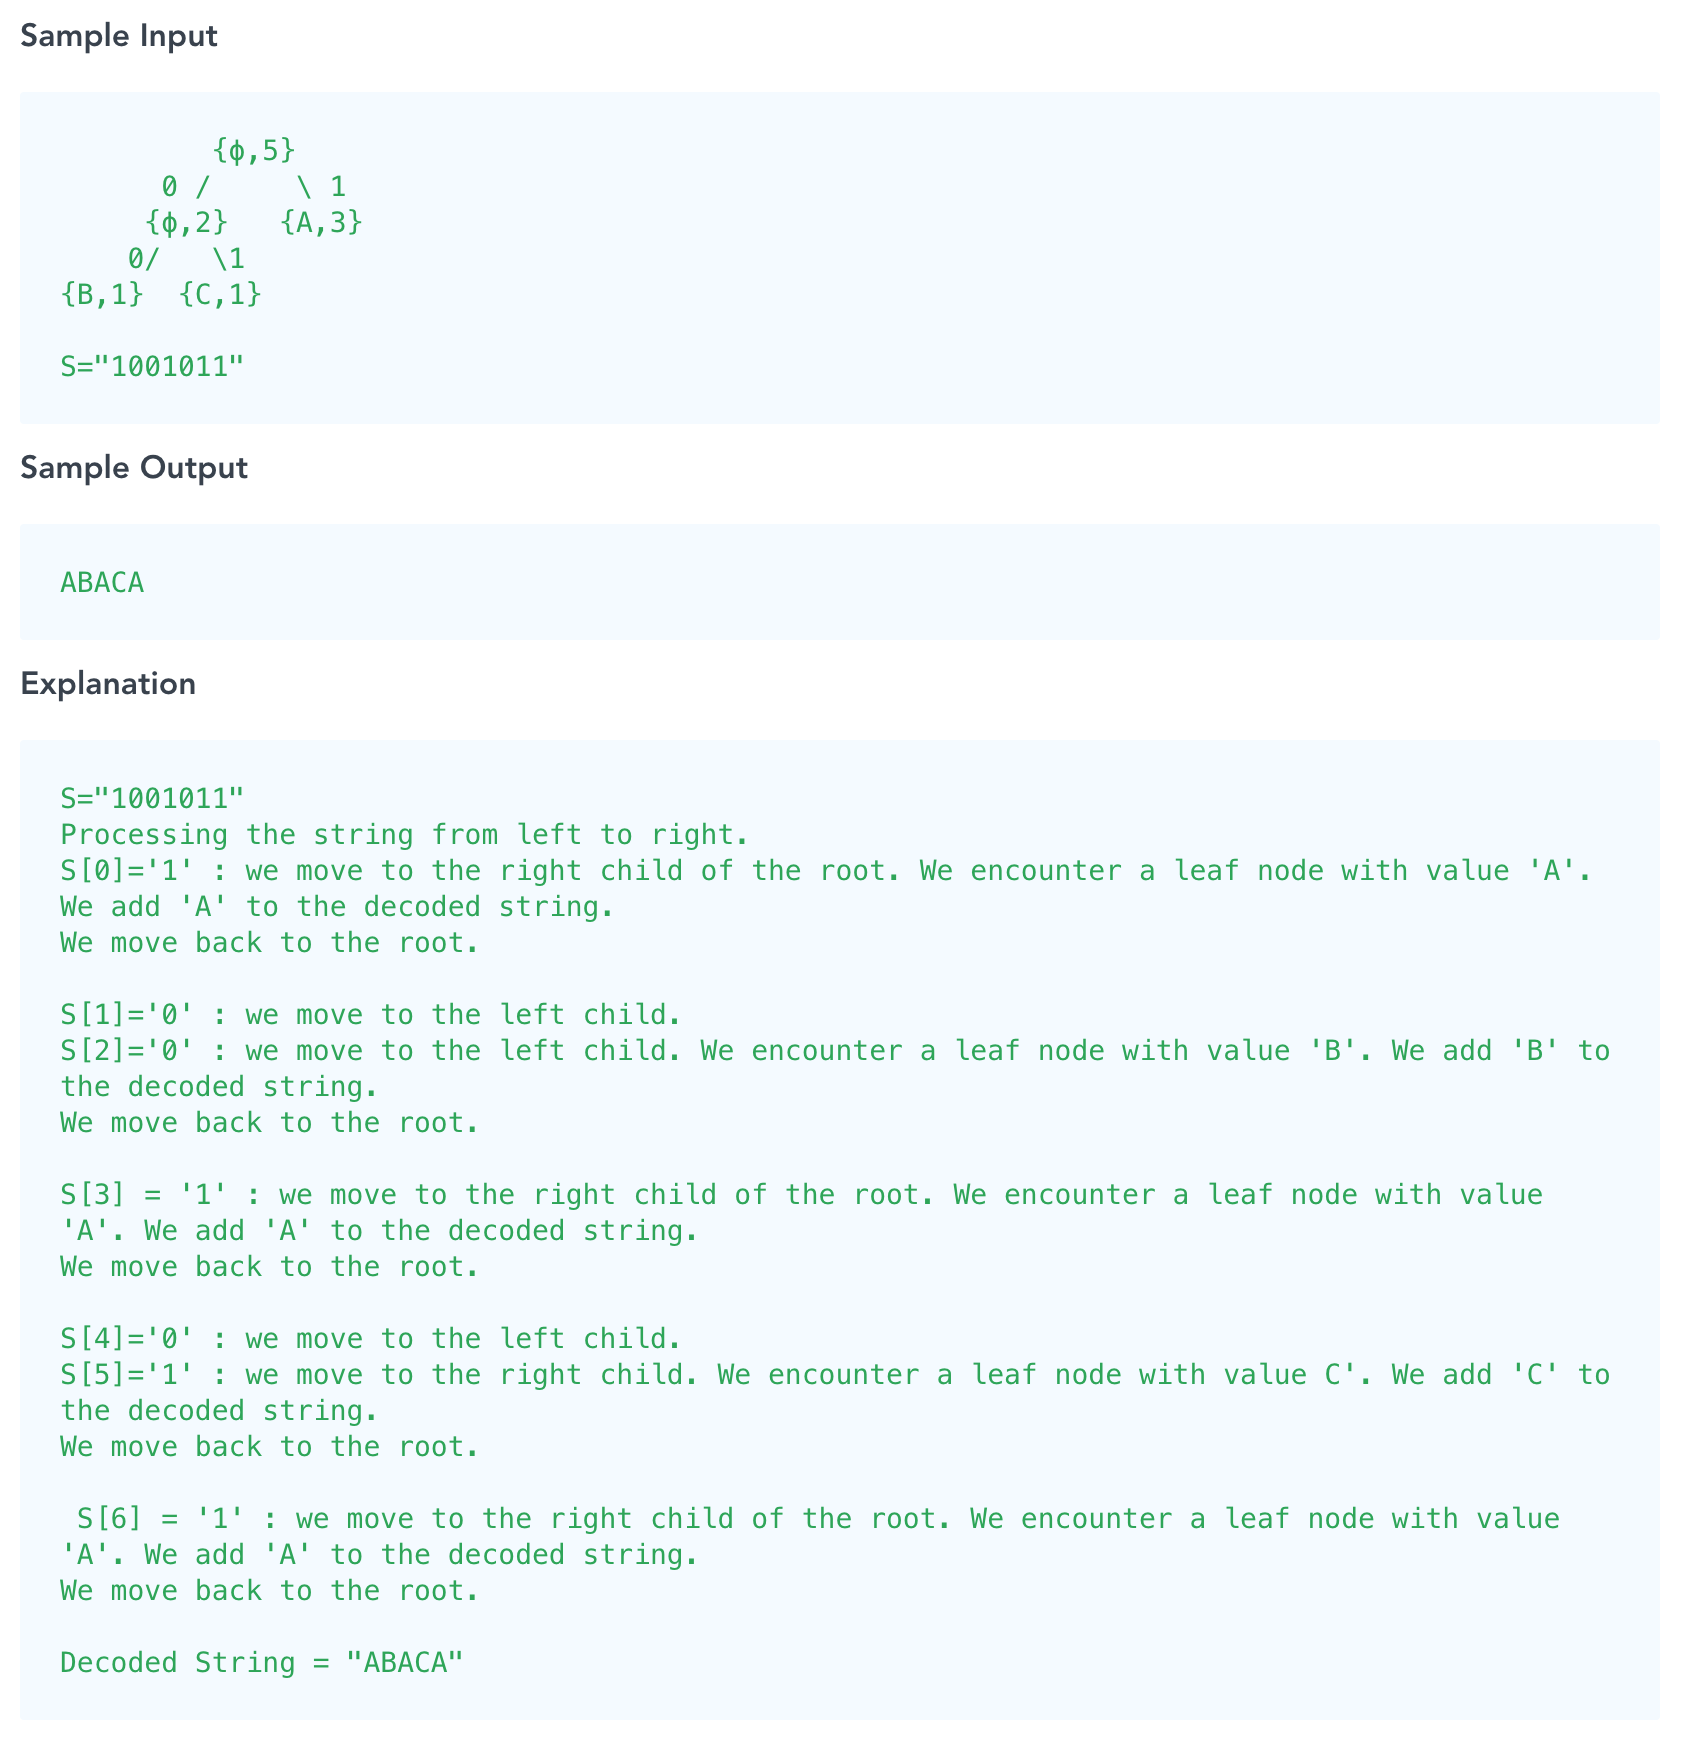 Sample Input
{ϕ,5}
0 /     \ 1
{ϕ,2}   {A,3}
0/   \1
{B,1}  {C,1}
S="1001011"
Sample Output
ABACA
Explanation
S="1001011"
Processing the string from left to right.
S[0]='1' : we move to the right child of the root. We encounter a leaf node with value 'A'.
We add 'A' to the decoded string.
We move back to the root.
S[1]='0' : we move to the left child.
S[2]='0' : we move to the left child. We encounter a leaf node with value 'B'. We add 'B' to
the decoded string.
We move back to the root.
S[3] = '1' : we move to the right child of the root. We encounter a leaf node with value
'A'. We add 'A' to the decoded string.
We move back to the root.
S[4]='0' : we move to the left child.
S[5]='1' : we move to the right child. We encounter a leaf node with value C'. We add 'C' to
the decoded string.
We move back to the root.
S[6] = '1' : we move to the right child of the root. We encounter a leaf node with value
'A'. We add 'A' to the decoded string.
We move back to the root.
Decoded String = "ABACA"